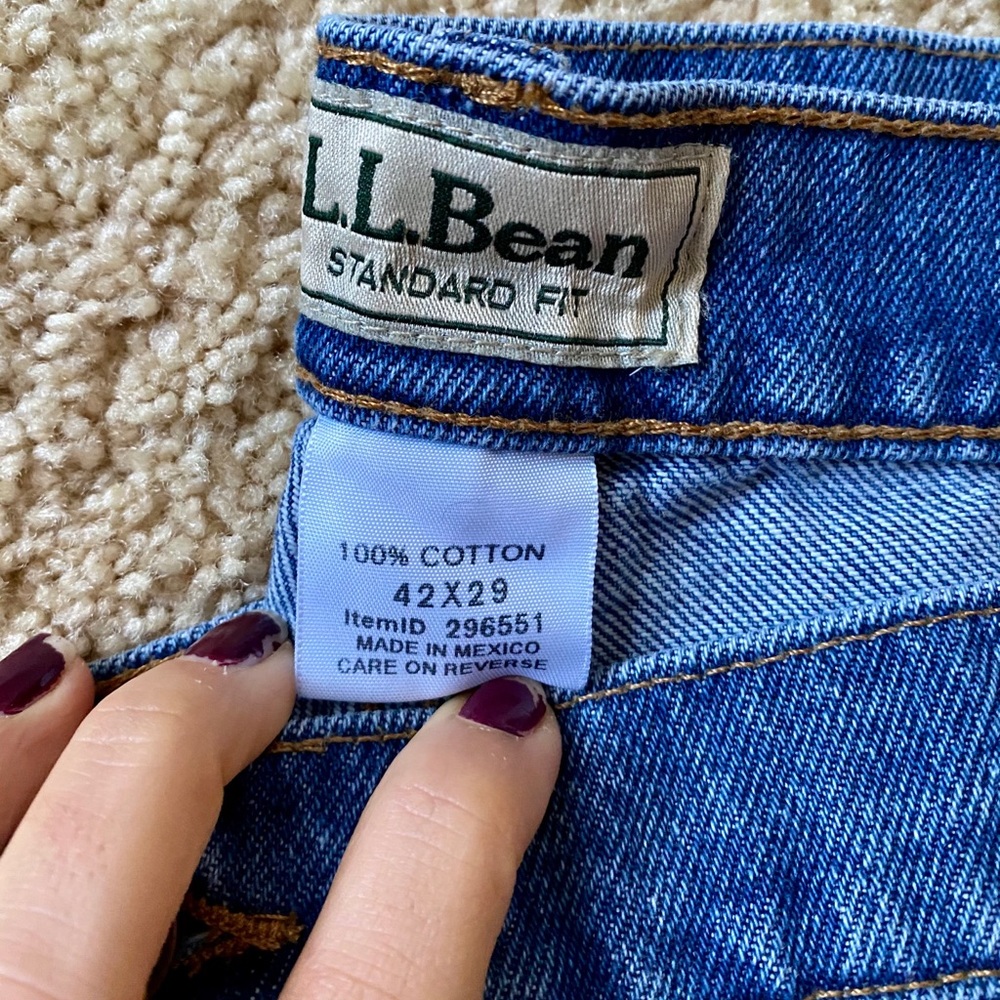 L.L.Bean
STANDARD FIT
100% COTTON
42X29
ItemID 296551
MADE IN MEXICO
CARE ON REVERSE